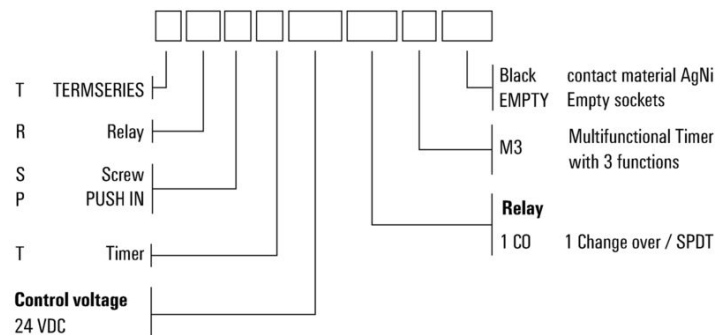 T TERMSERIES
R Relay
S Screw
P PUSH IN
T Timer
Control voltage
24 VDC
Black contact material AgNi
EMPTY Empty sockets
M3 Multifunctional Timer
with 3 functions
Relay
1 CO 1 Change over / SPDT